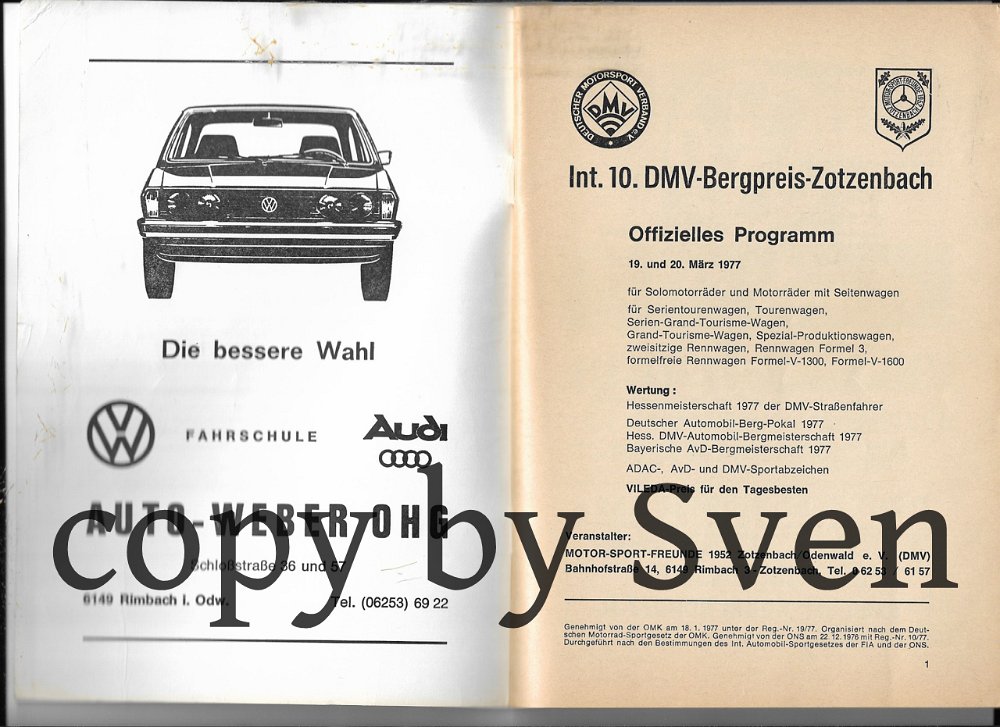 Die bessere Wahl
FAHRSCHULE
Audi
AUTO-WEBER OHG
Schloßstraße 36 und 57
6149 Rimbach i. Odw. Tel. (06253) 69 22
DEUTSCHER MOTORSPORT VERBAND e.V.
DMV
Int. 10. DMV-Bergpreis-Zotzenbach
Offizielles Programm
19. und 20. März 1977
für Solomotorräder und Motorräder mit Seitenwagen
für Serientourenwagen, Tourenwagen,
Serien-Grand-Tourisme-Wagen,
Grand-Tourisme-Wagen, Spezial-Produktionswagen,
zweisitzige Rennwagen, Rennwagen Formel 3,
formelfreie Rennwagen Formel-V-1300, Formel-V-1600
Wertung :
Hessenmeisterschaft 1977 der DMV-Straßenfahrer
Deutscher Automobil-Berg-Pokal 1977
Hess. DMV-Automobil-Bergmeisterschaft 1977
Bayerische AvD-Bergmeisterschaft 1977
ADAC-, AvD- und DMV-Sportabzeichen
VILEDA-Preis für den Tagesbesten
Veranstalter:
MOTOR-SPORT-FREUNDE 1952 Zotzenbach/Odenwald e. V. (DMV)
Bahnhofstraße 14, 6149 Rimbach 3 - Zotzenbach, Tel. 0 62 53 / 61 57
Genehmigt von der OMK am 18. 1. 1977 unter der Reg.-Nr. 19/77. Organisiert nach dem Deut-
schen Motorrad-Sportgesetz der OMK. Genehmigt von der ONS am 22. 12. 1976 mit Reg.-Nr. 10/77.
Durchgeführt nach den Bestimmungen des Int. Automobil-Sportgesetzes der FIA und der ONS.
1
copy by Sven